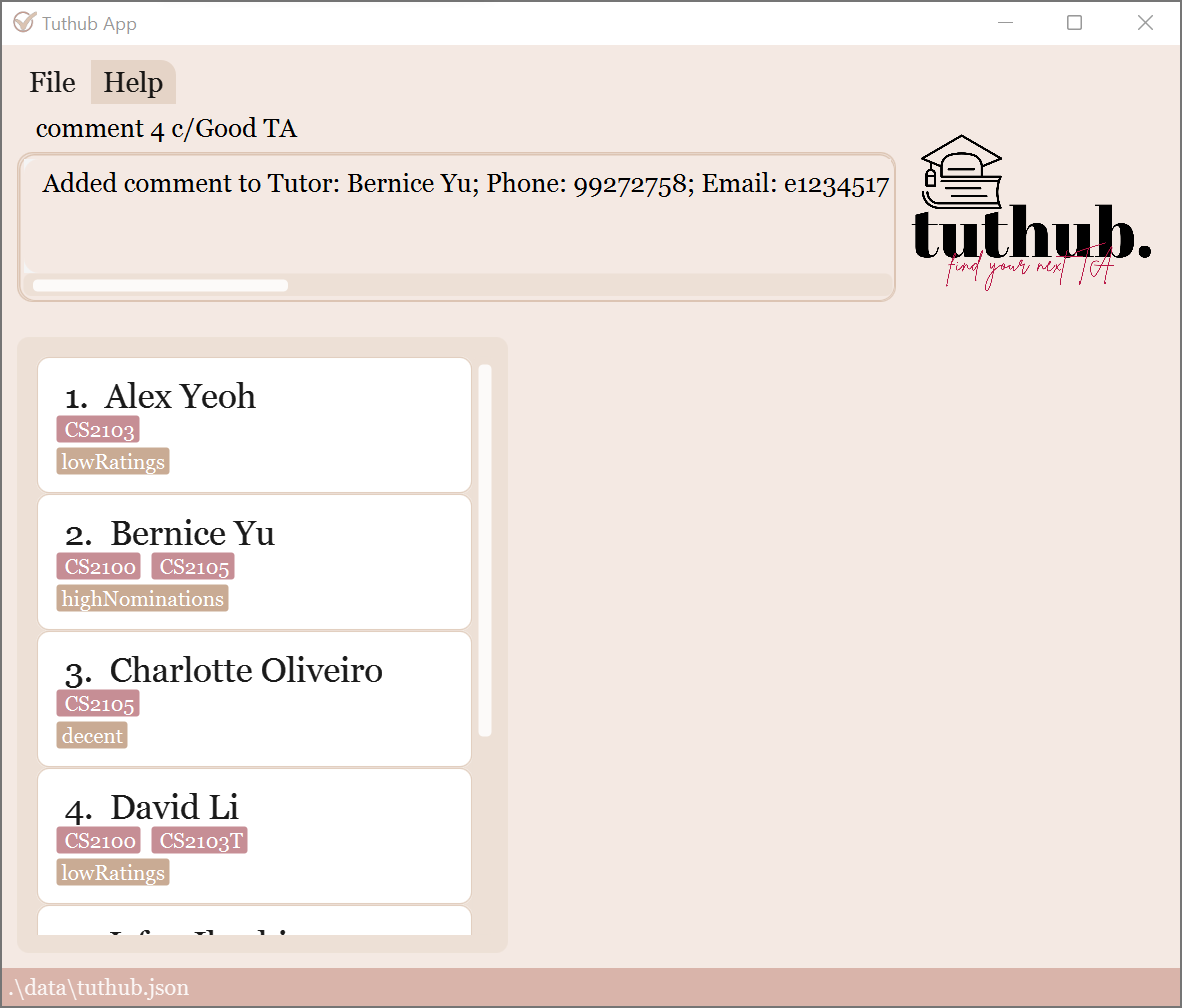 Tuthub App
File Help
comment 4 c/Good TA
Added comment to Tutor: Bernice Yu; Phone: 99272758; Email: e1234517
tuthub.
find your next TA
1. Alex Yeoh
CS2103
lowRatings
2. Bernice Yu
CS2100 CS2105
highNominations
3. Charlotte Oliveiro
CS2105
decent
4. David Li
CS2100 CS2103T
lowRatings
.\data\tuthub.json